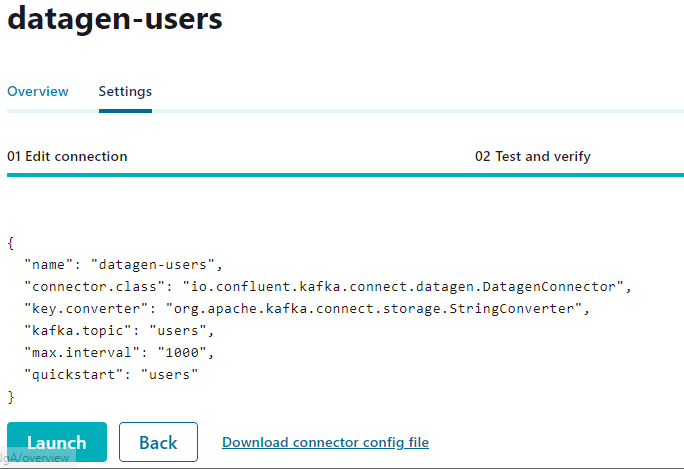 datagen-users
Overview Settings
01 Edit connection 02 Test and verify
{
"name": "datagen-users",
"connector.class": "io.confluent.kafka.connect.datagen.DatagenConnector",
"key.converter": "org.apache.kafka.connect.storage.StringConverter",
"kafka.topic": "users",
"max.interval": "1000",
"quickstart": "users"
}
Launch Back Download connector config file
gA/overview